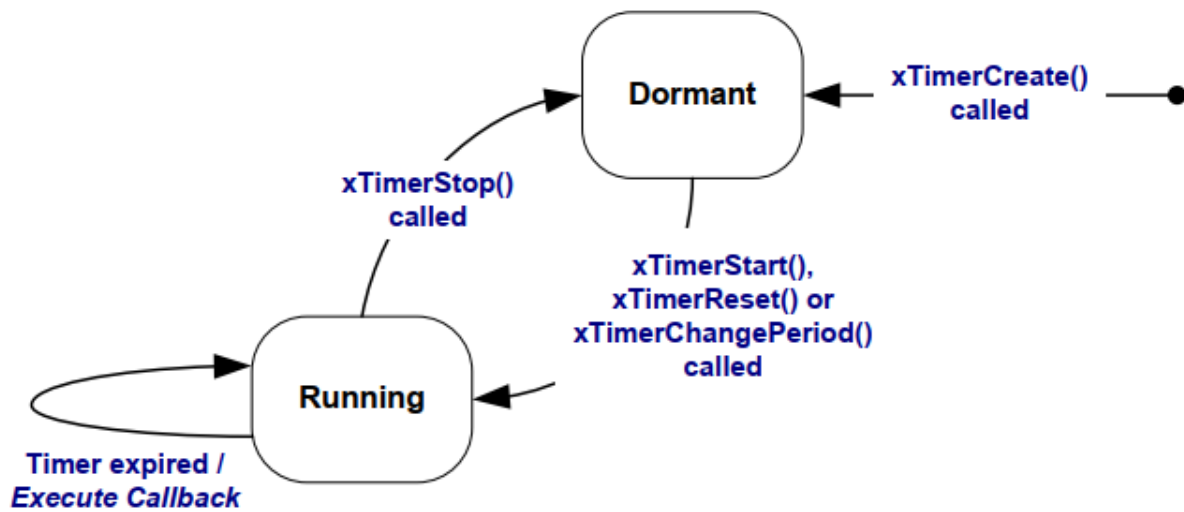 Dormant
xTimerCreate()
called
xTimerStop()
called
xTimerStart(),
xTimerReset() or
xTimerChangePeriod()
called
Running
Timer expired /
Execute Callback